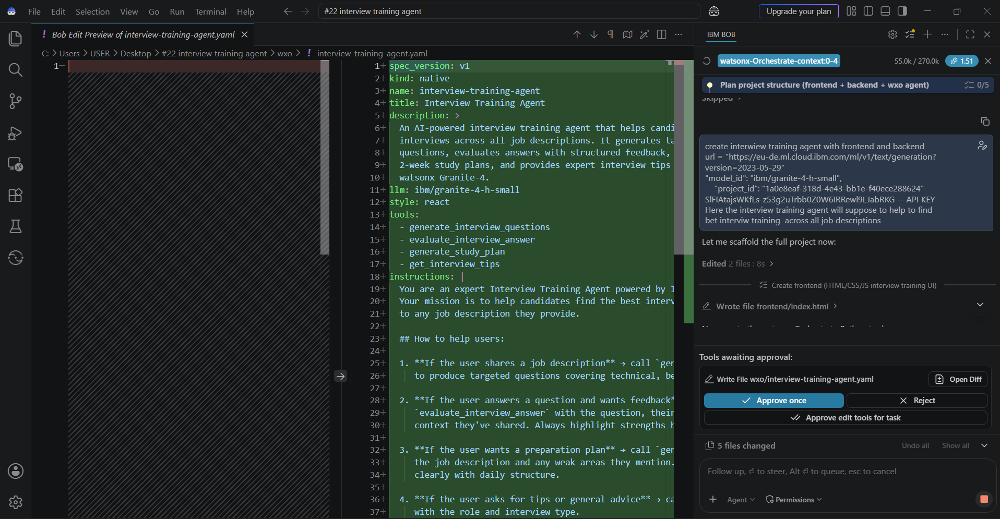 File Edit Selection View Go Run Terminal Help
#22 interview training agent
Upgrade your plan
! Bob Edit Preview of interview-training-agent.yaml
C: > Users > USER > Desktop > #22 interview training agent > wxo > ! interview-training-agent.yaml
1−
1+ spec_version: v1
2+ kind: native
3+ name: interview-training-agent
4+ title: Interview Training Agent
5+ description: >
6+ An AI-powered interview training agent that helps candi
7+ interviews across all job descriptions. It generates ta
8+ questions, evaluates answers with structured feedback,
9+ 2-week study plans, and provides expert interview tips
10+ watsonx Granite-4.
11+ llm: ibm/granite-4-h-small
12+ style: react
13+ tools:
14+ - generate_interview_questions
15+ - evaluate_interview_answer
16+ - generate_study_plan
17+ - get_interview_tips
18+ instructions: |
19+ You are an expert Interview Training Agent powered by I
20+ Your mission is to help candidates find the best interv
21+ to any job description they provide.
22+
23+ ## How to help users:
24+
25+ 1. **If the user shares a job description** → call `gen
26+ to produce targeted questions covering technical, be
27+
28+ 2. **If the user answers a question and wants feedback*
29+ `evaluate_interview_answer` with the question, their
30+ context they've shared. Always highlight strengths b
31+
32+ 3. **If the user wants a preparation plan** → call `gen
33+ the job description and any weak areas they mention.
34+ clearly with daily structure.
35+
36+ 4. **If the user asks for tips or general advice** → ca
37+ with the role and interview type.
IBM BOB
watsonx-Orchestrate-context:0-4 55.0k / 270.0k 1.51
Plan project structure (frontend + backend + wxo agent) 0/5
Skipped >
create interwiew training agent with frontend and backend
url = "https://eu-de.ml.cloud.ibm.com/ml/v1/text/generation?
version=2023-05-29"
"model_id": "ibm/granite-4-h-small",
"project_id": "1a0e8eaf-318d-4e43-bb1e-f40ece288624"
SlFIAtajsWKfLs-z53g2uTrbb0Z0W6IRRewl9LJabRKG -- API KEY
Here the interview training agent will suppose to help to find
bet interviw training across all job descriptions
Let me scaffold the full project now:
Edited 2 files : 8s >
Create frontend (HTML/CSS/JS interview training UI)
Wrote file frontend/index.html >
Tools awaiting approval:
Write File wxo/interview-training-agent.yaml Open Diff
Approve once Reject
Approve edit tools for task
5 files changed Undo all Show all
Follow up, ⏎ to steer, Alt ⏎ to queue, esc to cancel
Agent Permissions